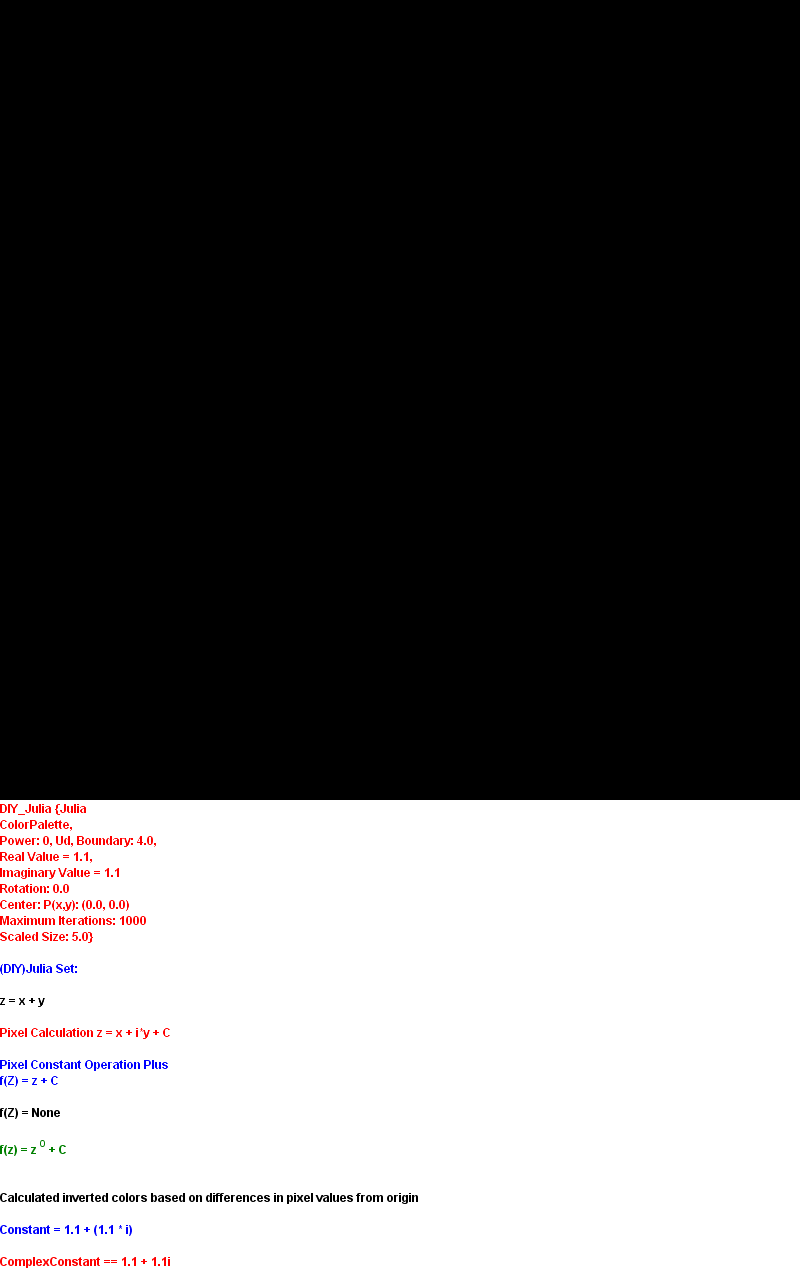 DIY_Julia {Julia
ColorPalette,
Power: 0, Ud, Boundary: 4.0,
Real Value = 1.1,
Imaginary Value = 1.1
Rotation: 0.0
Center: P(x,y): (0.0, 0.0)
Maximum Iterations: 1000
Scaled Size: 5.0}
(DIY)Julia Set:
z = x + y
Pixel Calculation z = x + i*y + C
Pixel Constant Operation Plus
f(Z) = z + C
f(Z) = None
f(z) = z ⁰ + C
Calculated inverted colors based on differences in pixel values from origin
Constant = 1.1 + (1.1 * i)
ComplexConstant == 1.1 + 1.1i